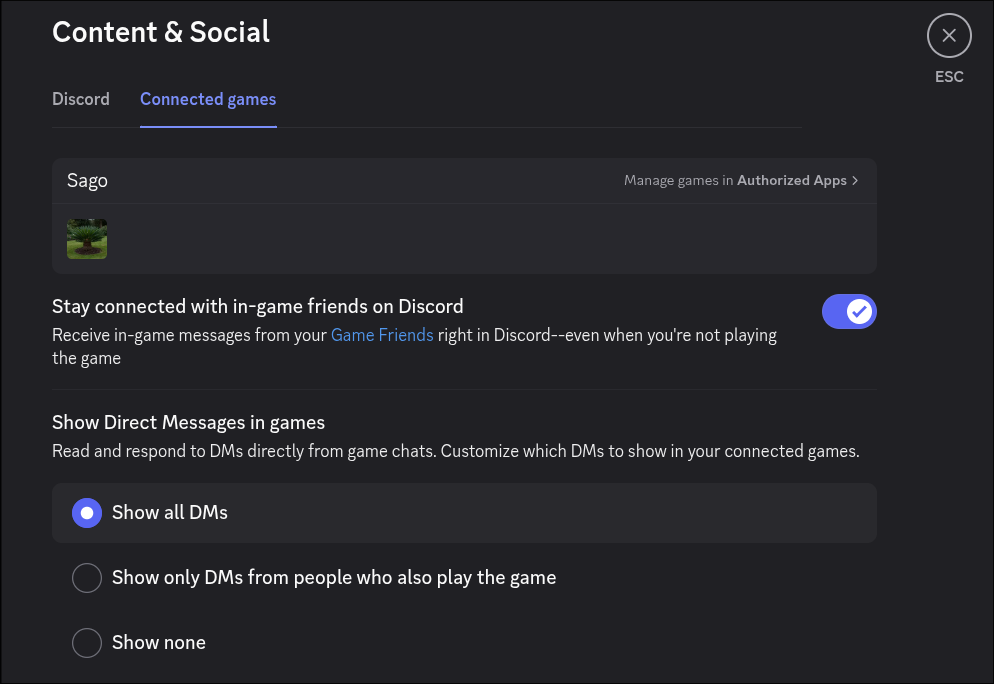 Content & Social
ESC
Discord
Connected games
Sago
Manage games in Authorized Apps >
Stay connected with in-game friends on Discord
Receive in-game messages from your Game Friends right in Discord--even when you're not playing
the game
Show Direct Messages in games
Read and respond to DMs directly from game chats. Customize which DMs to show in your connected games.
Show all DMs
Show only DMs from people who also play the game
Show none